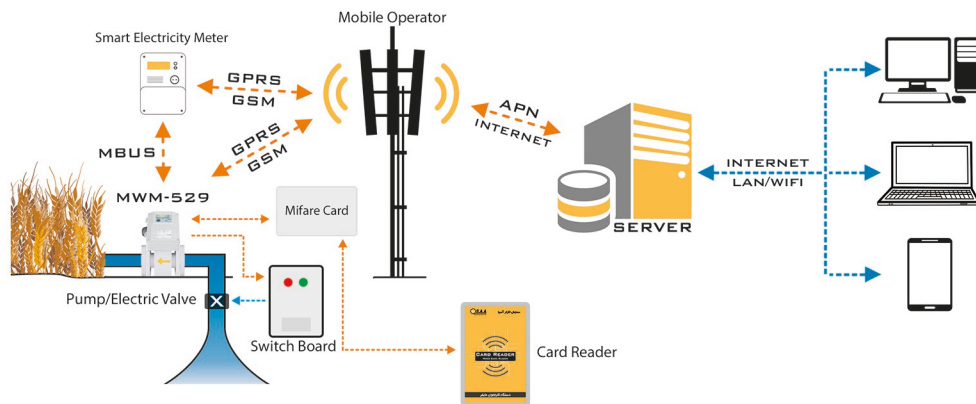 Mobile Operator
Smart Electricity Meter
GPRS
GSM
APN
INTERNET
MBUS
GPRS
GSM
INTERNET
LAN/WIFI
MWM-529
Mifare Card
SERVER
Pump/Electric Valve
Switch Board
CARD READER
Card Reader